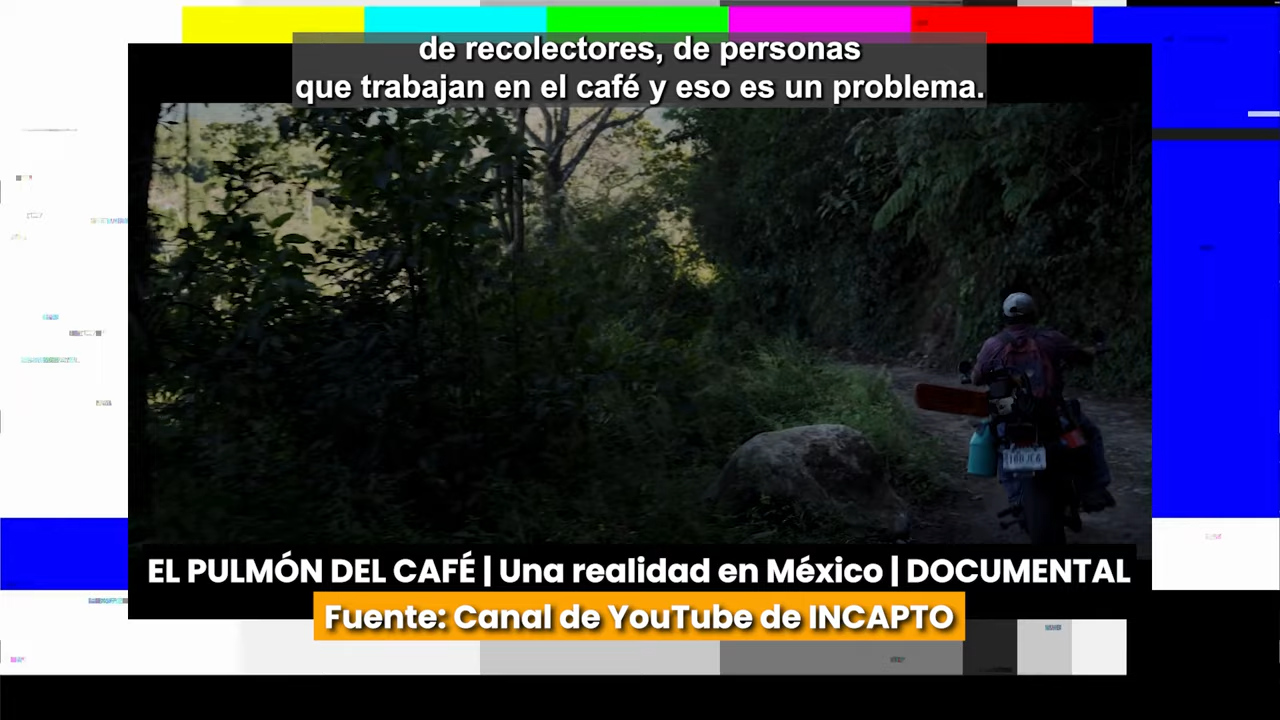 de recolectores, de personas
que trabajan en el café y eso es un problema.
EL PULMÓN DEL CAFÉ | Una realidad en México | DOCUMENTAL
Fuente: Canal de YouTube de INCAPTO